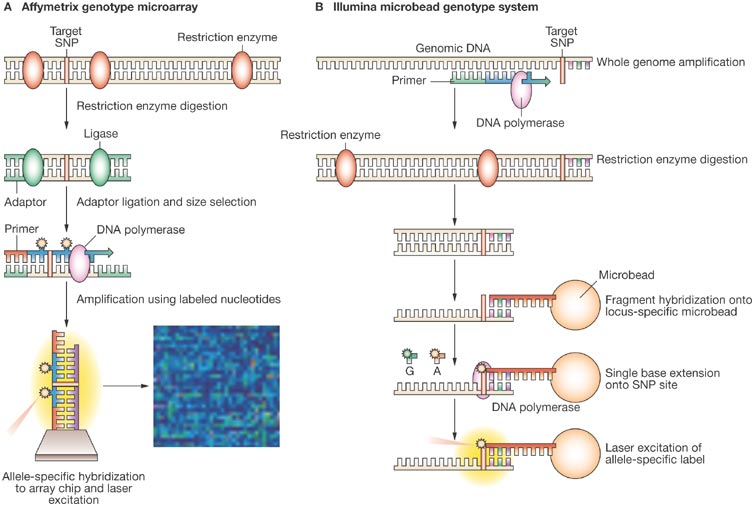 A Affymetrix genotype microarray
Target
SNP
Restriction enzyme
Restriction enzyme digestion
Ligase
Adaptor
Adaptor ligation and size selection
Primer
DNA polymerase
Amplification using labeled nucleotides
Allele-specific hybridization
to array chip and laser
excitation
B Illumina microbead genotype system
Genomic DNA
Target
SNP
Whole genome amplification
Primer
DNA polymerase
Restriction enzyme
Restriction enzyme digestion
Microbead
Fragment hybridization onto
locus-specific microbead
G A
Single base extension
onto SNP site
DNA polymerase
Laser excitation of
allele-specific label